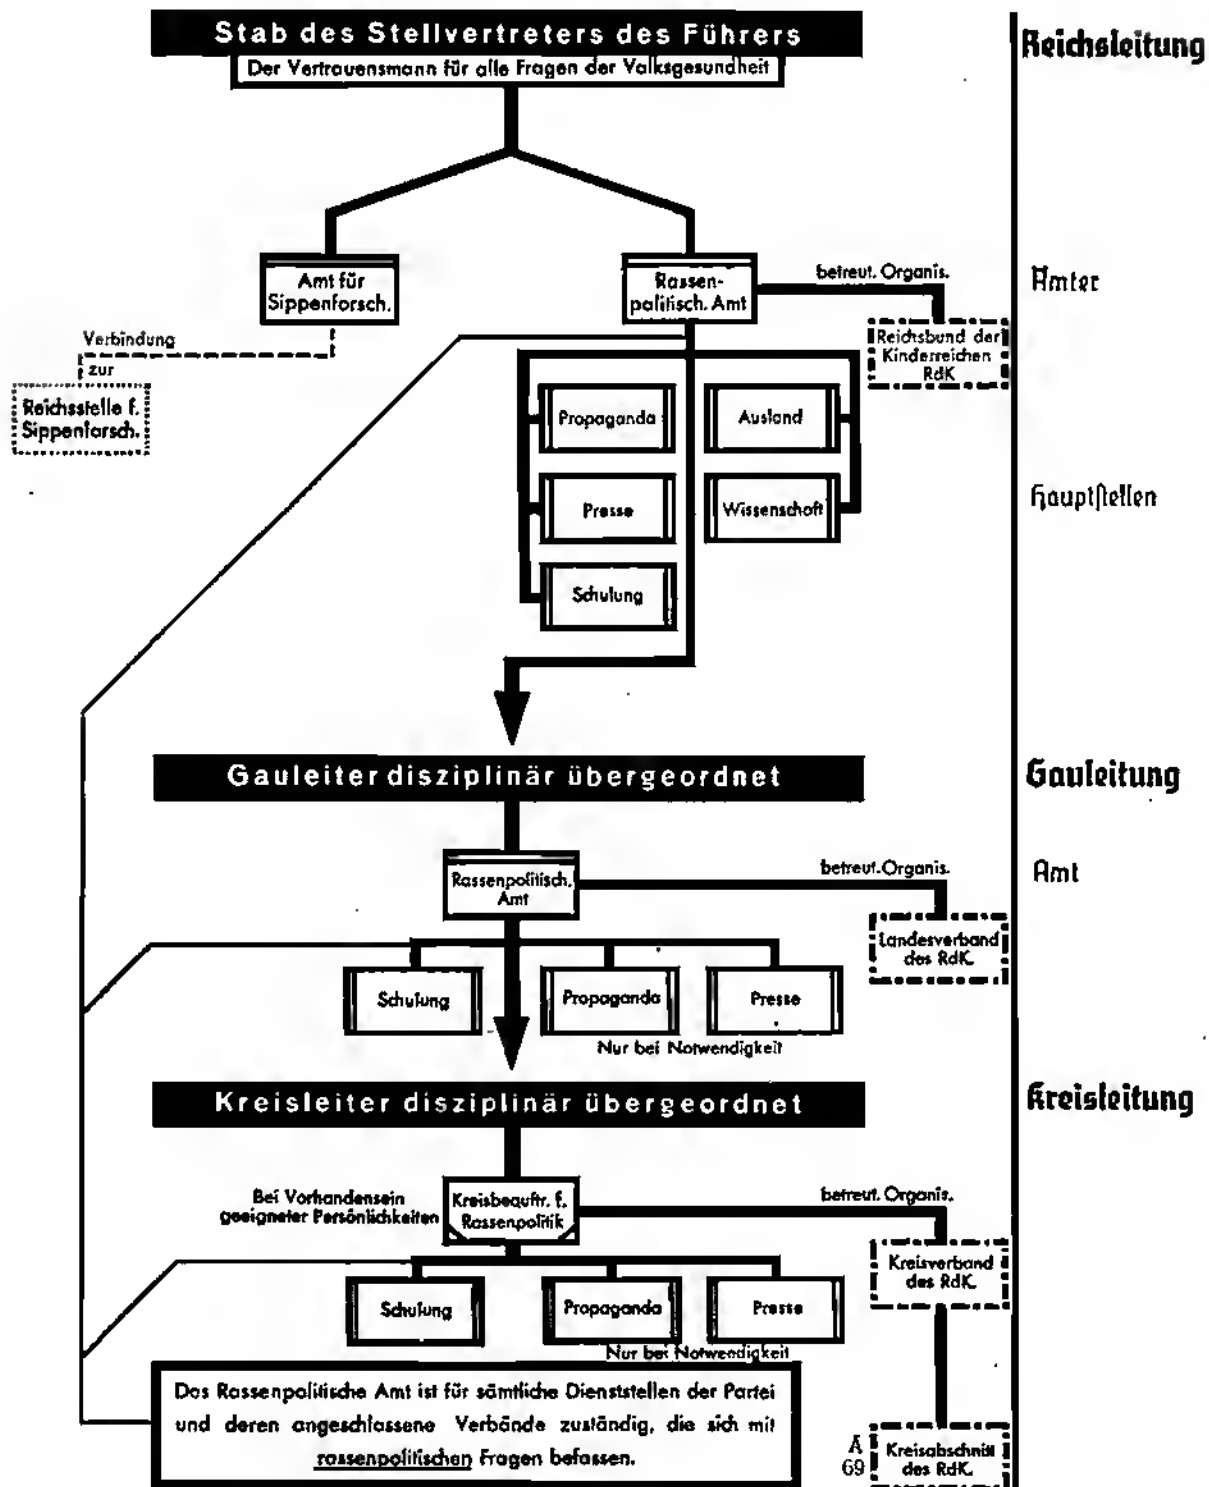 Stab des Stellvertreters des Führers
Reichsleitung
Der Vertrauensmann für alle Fragen der Volksgesundheit
Amt für
Sippenforsch.
Rassen-
politisch. Amt
betreut. Organis.
Ämter
Reichsbund der
Kinderreichen
RdK
Verbindung
zur
Reichsstelle f.
Sippenforsch.
Propaganda
Ausland
Presse
Wissenschaft
Hauptstellen
Schulung
Gauleiter disziplinär übergeordnet
Gauleitung
Rassenpolitisch.
Amt
betreut. Organis.
Amt
Landesverband
des RdK.
Schulung
Propaganda
Presse
Nur bei Notwendigkeit
Kreisleiter disziplinär übergeordnet
Kreisleitung
Bei Vorhandensein
geeigneter Persönlichkeiten
Kreisbeauftr. f.
Rassenpolitik
betreut. Organis.
Kreisverband
des RdK.
Schulung
Propaganda
Presse
Nur bei Notwendigkeit
Das Rassenpolitische Amt ist für sämtliche Dienststellen der Partei
und deren angeschlossene Verbände zuständig, die sich mit
rassenpolitischen Fragen befassen.
A
69
Kreisabschnitt
des RdK.